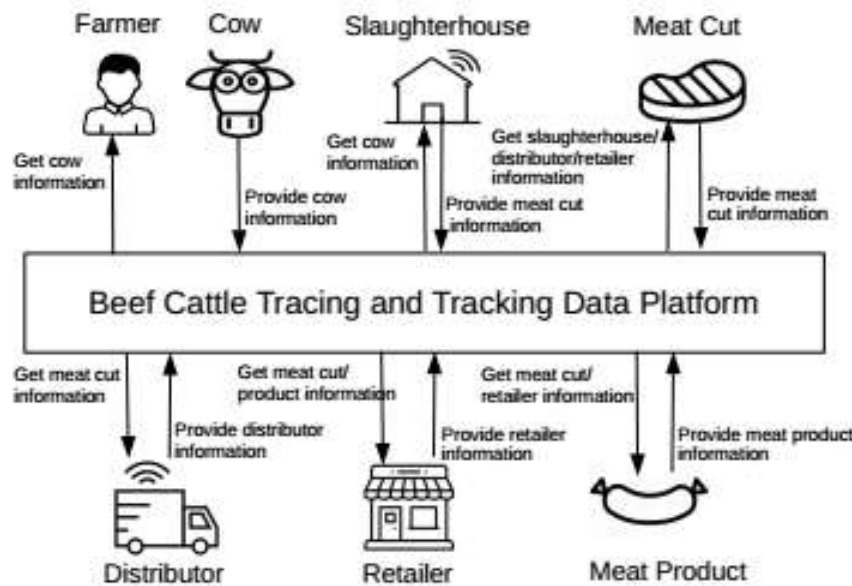 Farmer
Cow
Slaughterhouse
Meat Cut
Get cow
information
Provide cow
information
Get cow
information
Provide meat cut
information
Get slaughterhouse/
distributor/retailer
information
Provide meat
cut information
Beef Cattle Tracing and Tracking Data Platform
Get meat cut
information
Provide distributor
information
Get meat cut/
product information
Provide retailer
information
Get meat cut/
retailer information
Provide meat product
information
Distributor
Retailer
Meat Product